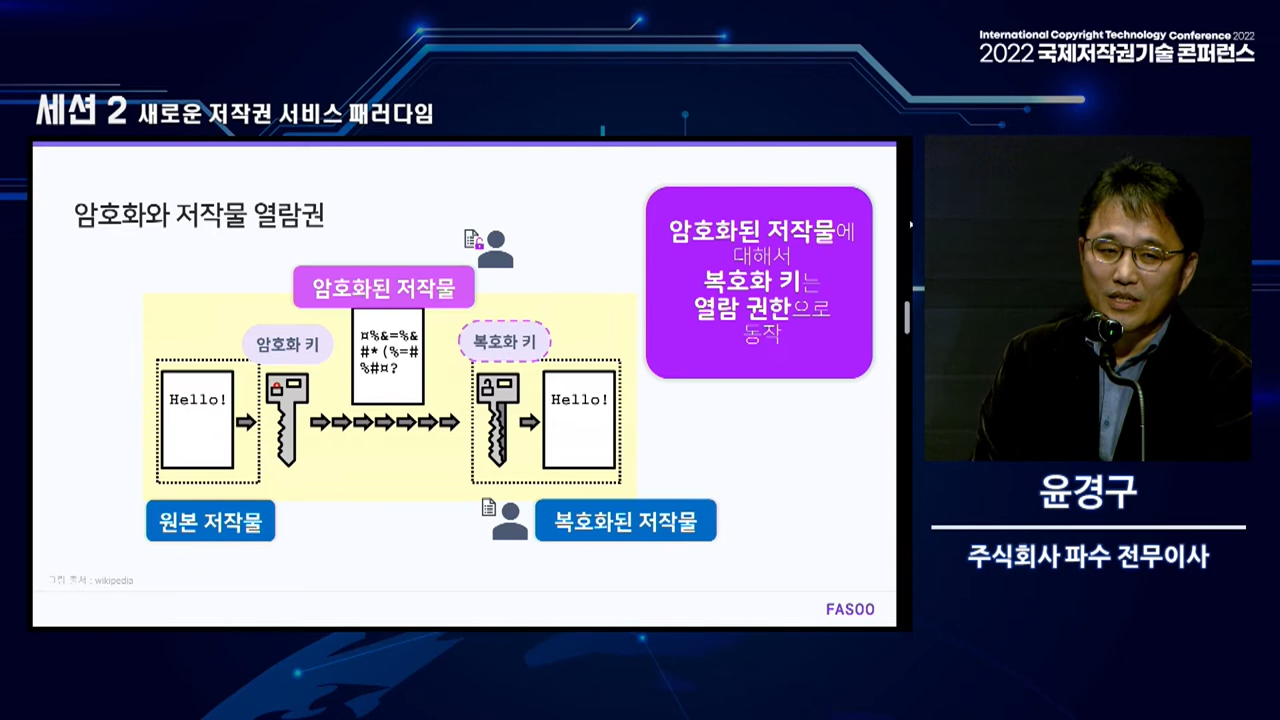 International Copyright Technology Conference 2022
2022 국제저작권기술 콘퍼런스
세션 2 새로운 저작권 서비스 패러다임
암호화와 저작물 열람권
암호화된 저작물
암호화 키
¤%&=%&
#*(%=#
%#¤?
복호화 키
Hello!
Hello!
원본 저작물
복호화된 저작물
그림 출처 : wikipedia
FASOO
암호화된 저작물에
대해서
복호화 키는
열람 권한으로
동작
윤경구
주식회사 파수 전무이사